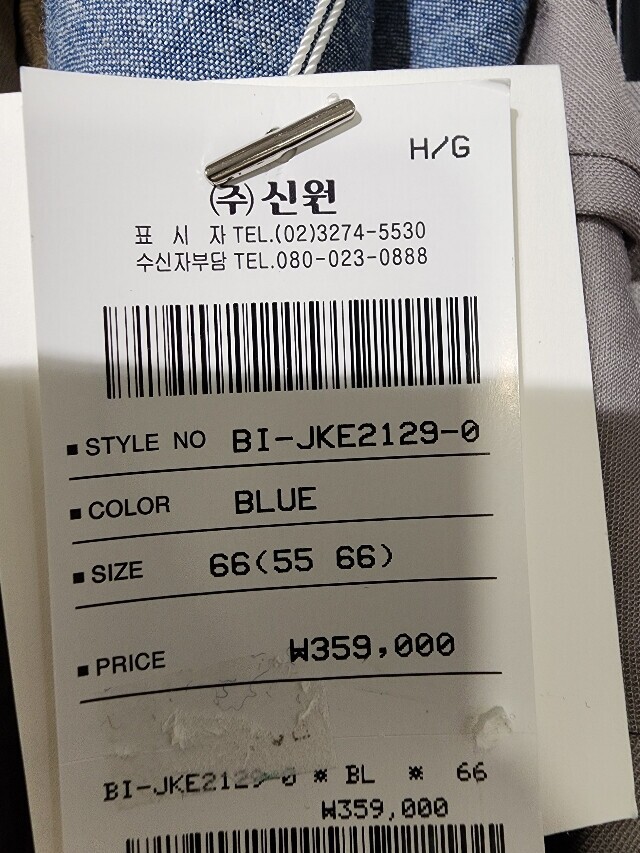 H/G
(주)신원
표 시 자 TEL.(02)3274-5530
수신자부담 TEL.080-023-0888
■ STYLE NO BI-JKE2129-0
■ COLOR BLUE
■ SIZE 66(55 66)
■ PRICE ₩359,000
BI-JKE2129-0 * BL * 66
₩359,000